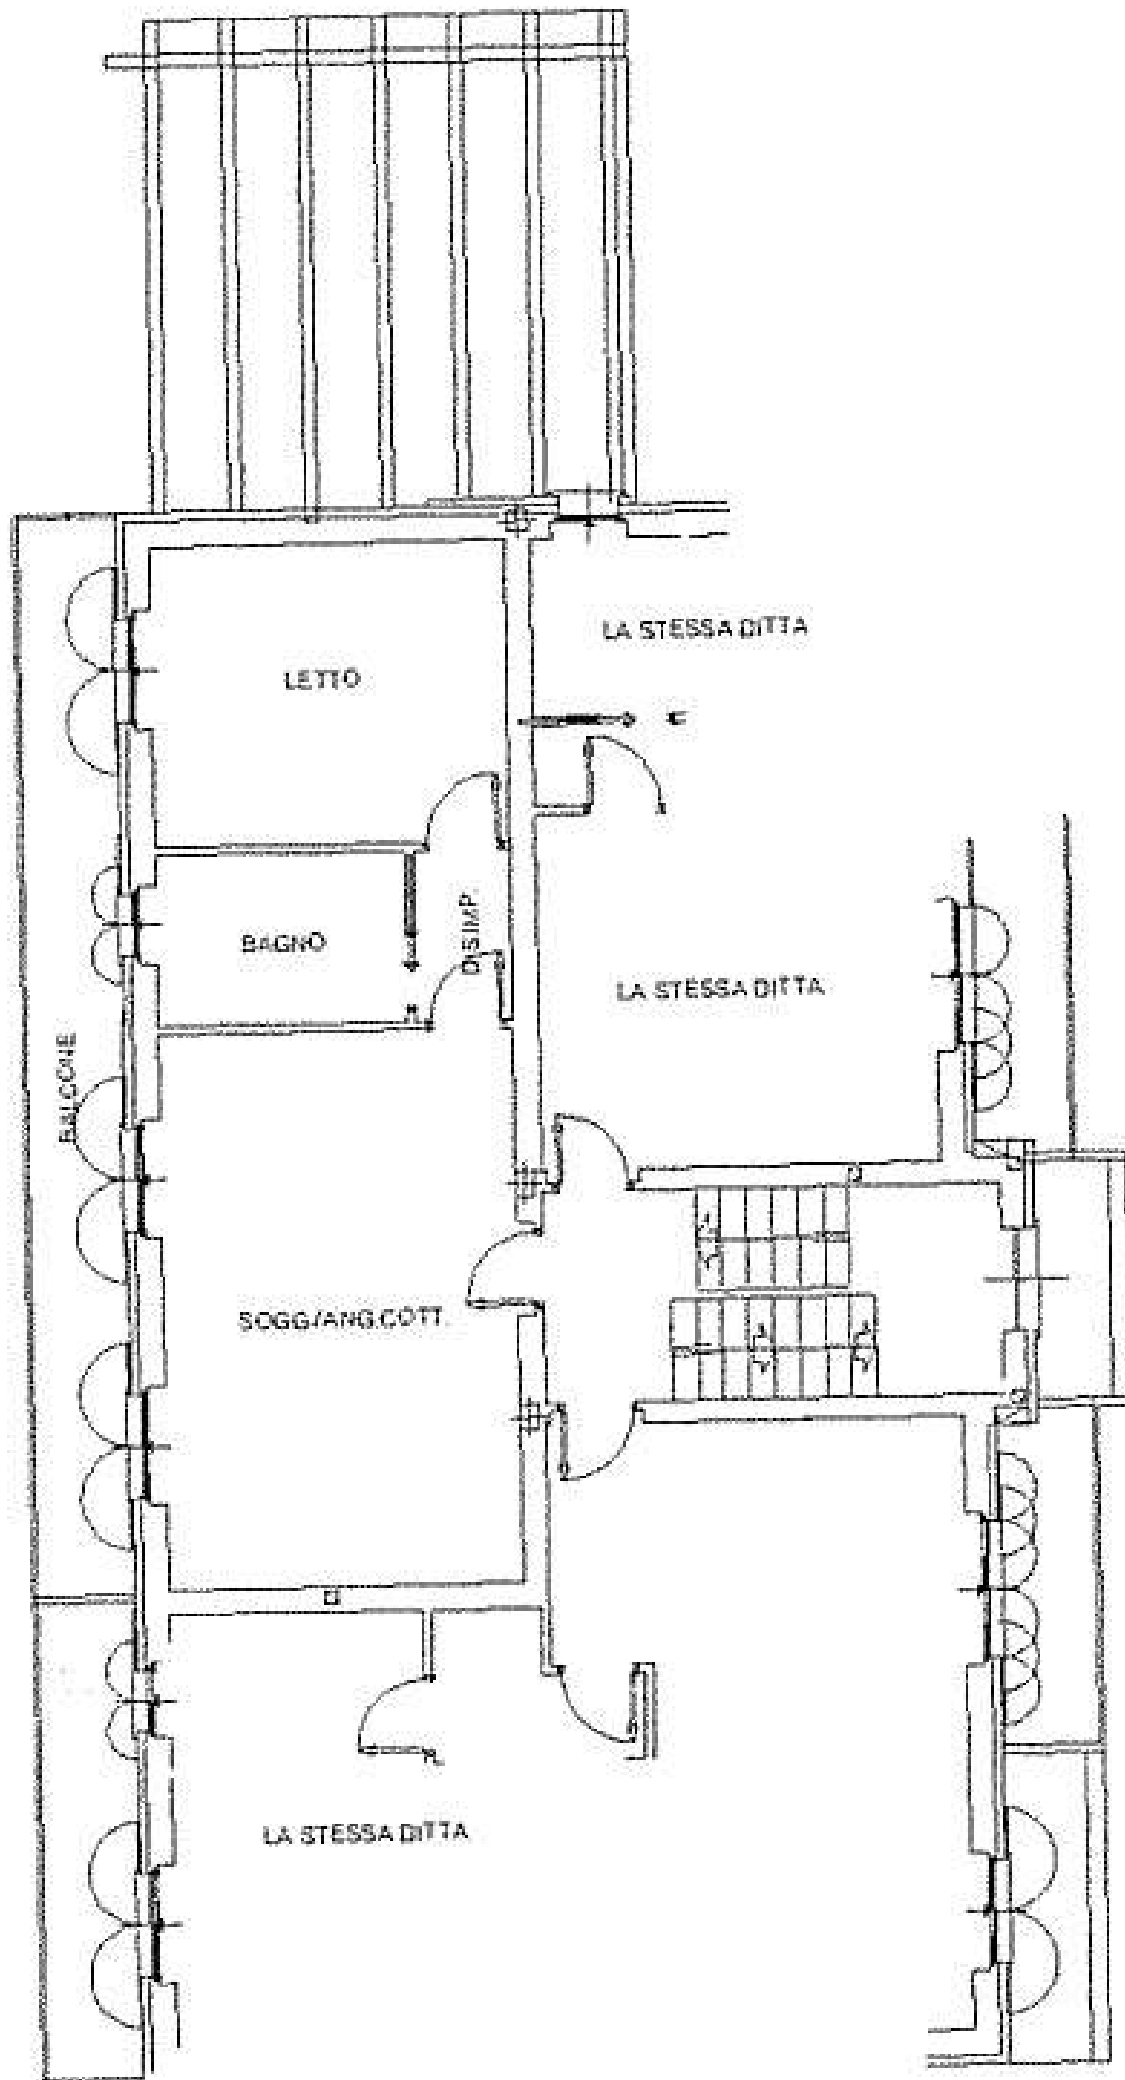 LA STESSA DITTA
LETTO
DISIMP.
BAGNO
LA STESSA DITTA
BALCONE
SOGG/ANG.COTT.
LA STESSA DITTA